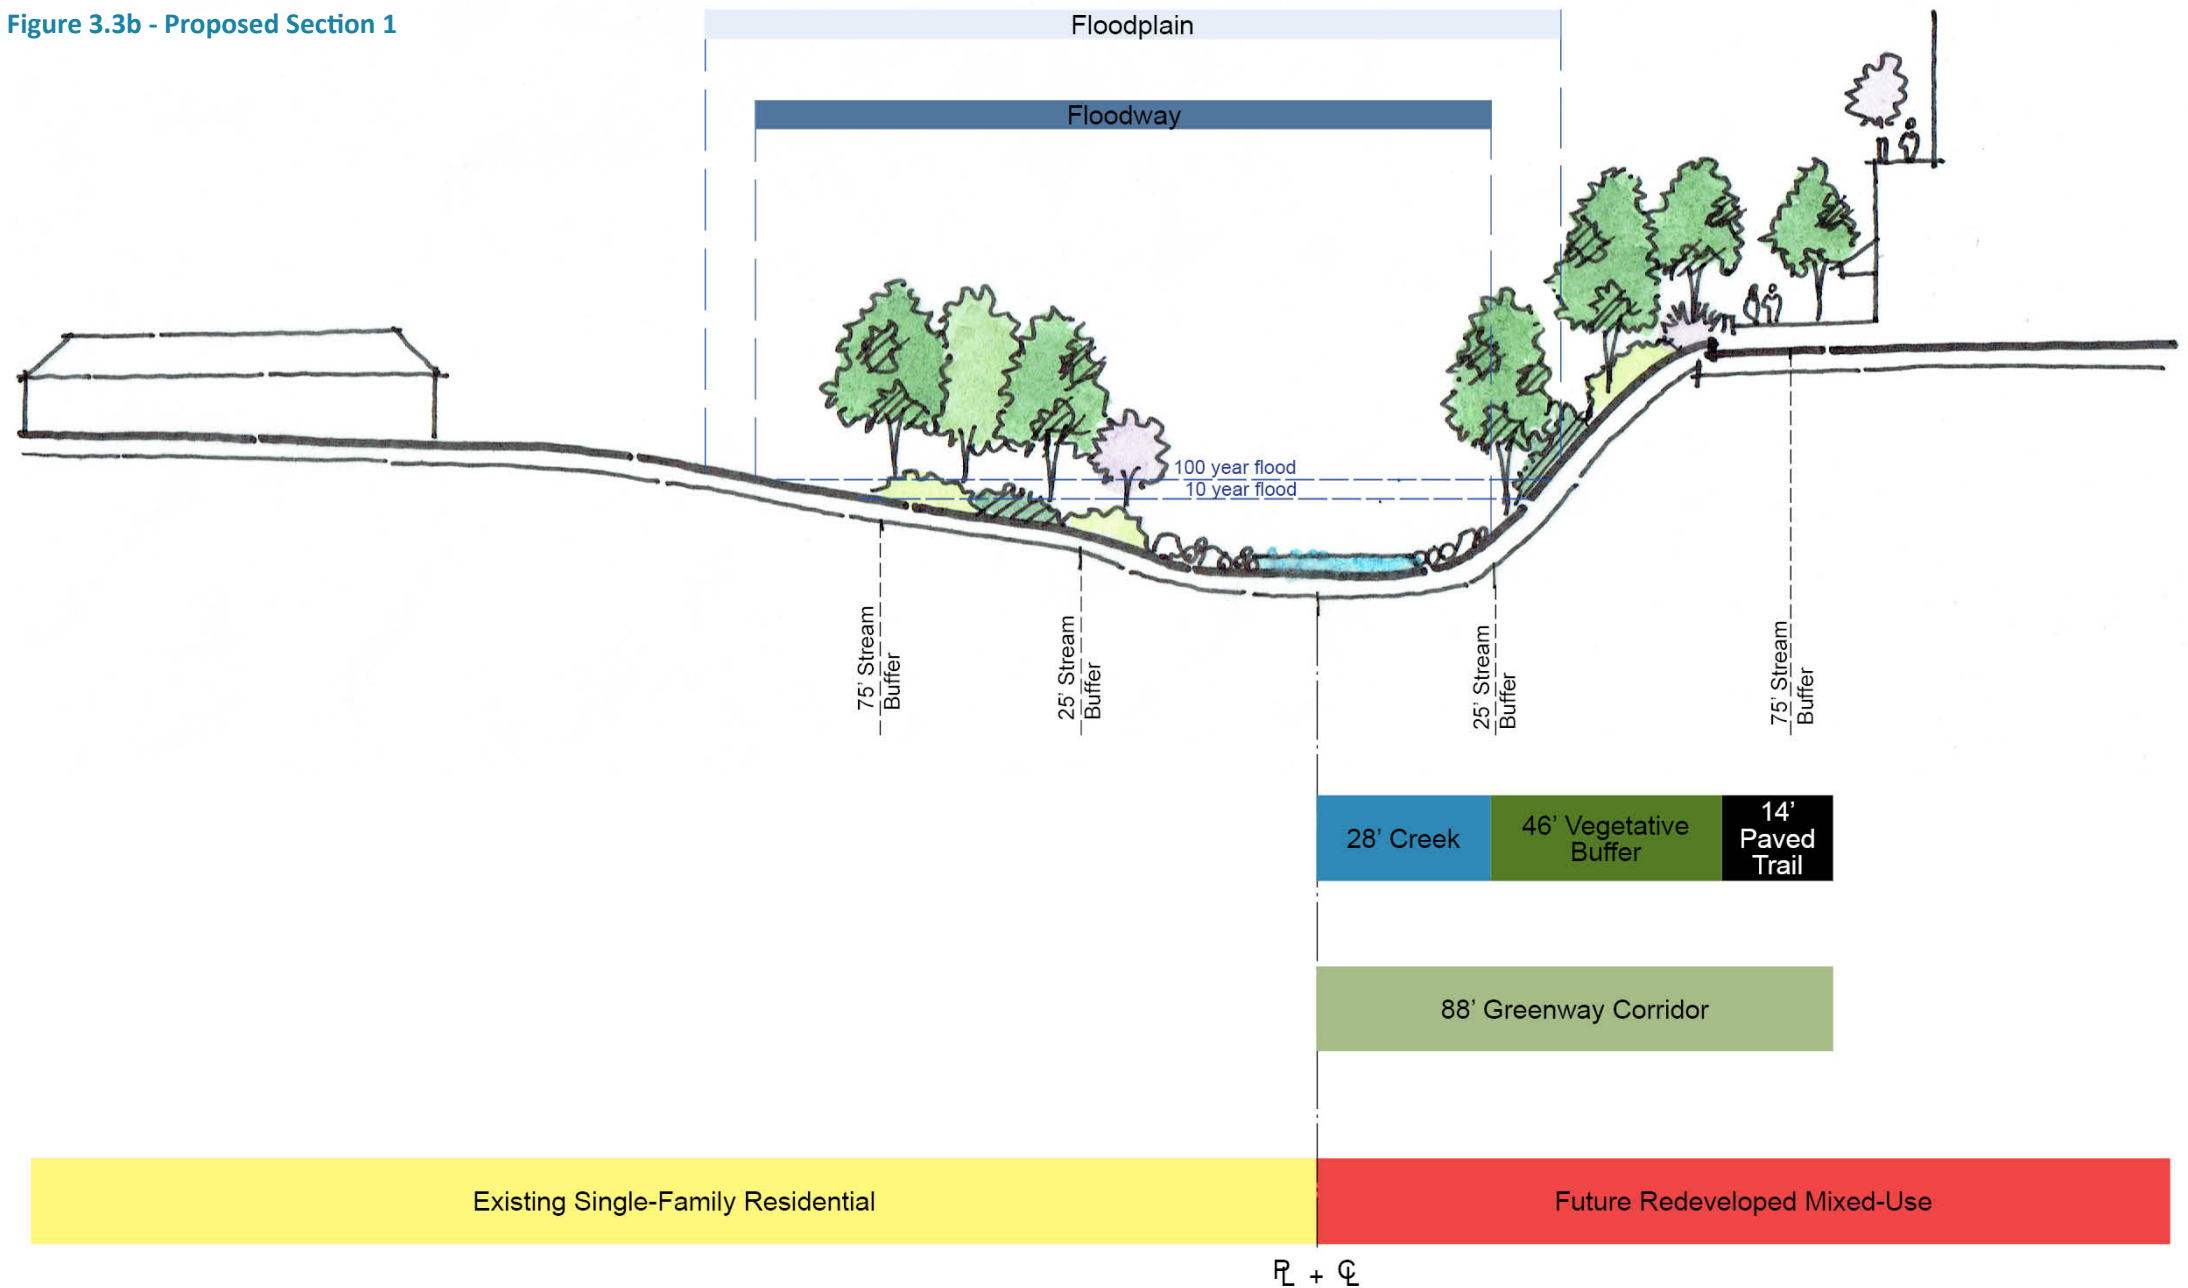 Figure 3.3b - Proposed Section 1
Floodplain
Floodway
100 year flood
10 year flood
75’ Stream
Buffer
25’ Stream
Buffer
25’ Stream
Buffer
75’ Stream
Buffer
28’ Creek
46’ Vegetative
Buffer
14’
Paved
Trail
88’ Greenway Corridor
Existing Single-Family Residential
Future Redeveloped Mixed-Use
PL + CL